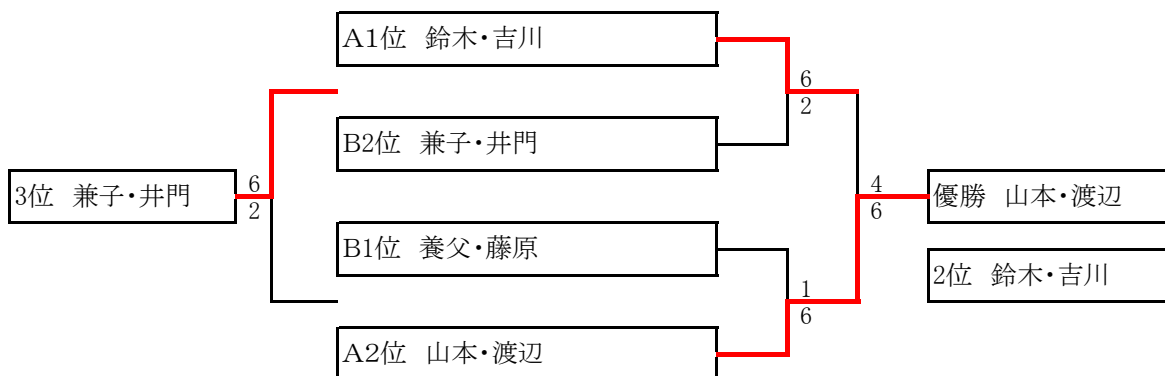 A1位 鈴木・吉川
6
2
B2位 兼子・井門
3位 兼子・井門
6
2
4
6
優勝 山本・渡辺
B1位 養父・藤原
2位 鈴木・吉川
1
6
A2位 山本・渡辺